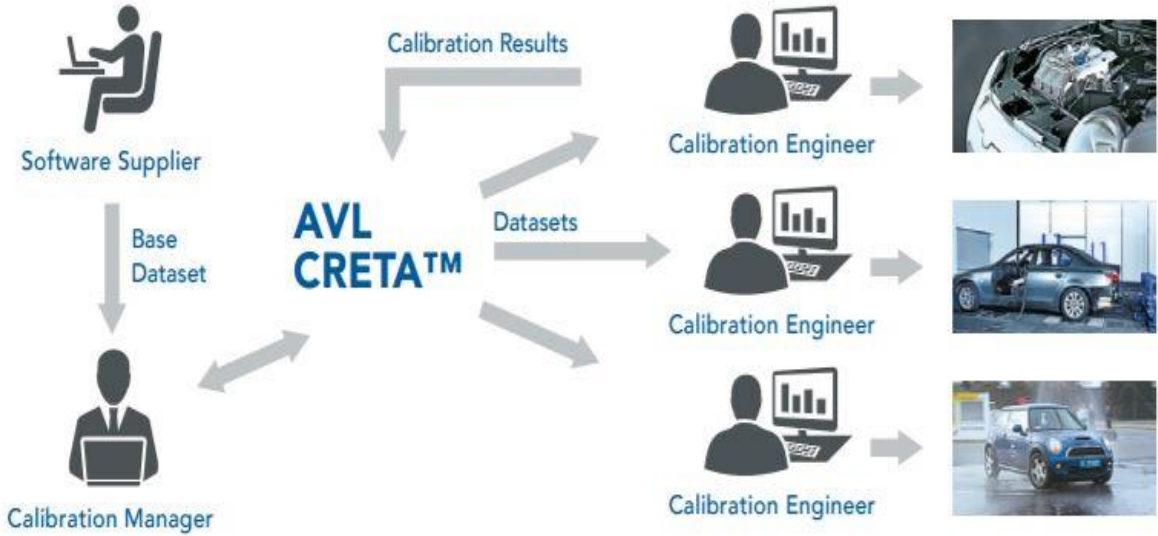 Calibration Results
Calibration Engineer
Software Supplier
Base
Dataset
AVL
CRETA™
Datasets
Calibration Engineer
Calibration Manager
Calibration Engineer